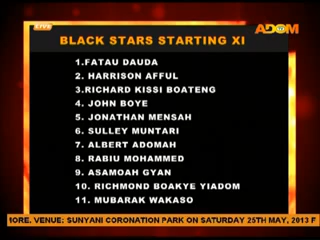 LIVE
ADOM
BLACK STARS STARTING XI
1.FATAU DAUDA
2. HARRISON AFFUL
3.RICHARD KISSI BOATENG
4. JOHN BOYE
5. JONATHAN MENSAH
6. SULLEY MUNTARI
7. ALBERT ADOMAH
8. RABIU MOHAMMED
9. ASAMOAH GYAN
10. RICHMOND BOAKYE YIADOM
11. MUBARAK WAKASO
MORE. VENUE: SUNYANI CORONATION PARK ON SATURDAY 25TH MAY, 2013 F